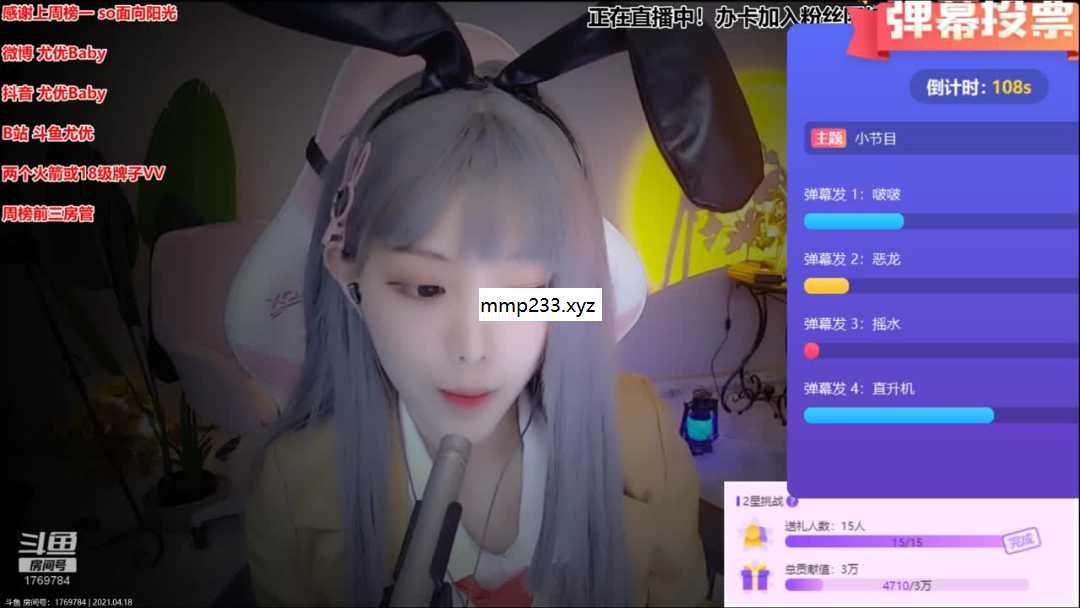 感谢上周榜一 so面向阳光
微博 尤优Baby
抖音 尤优Baby
B站 斗鱼尤优
两个火箭或18级牌子VV
周榜前三房管
正在直播中！办卡加入粉丝
弹幕投票
倒计时：108s
主题 小节目
弹幕发 1：啵啵
弹幕发 2：恶龙
弹幕发 3：摇水
弹幕发 4：直升机
mmp233.xyz
2星挑战 ?
送礼人数：15人
15/15
完成
总贡献值：3万
4710/3万
斗鱼
房间号
1769784
斗鱼 房间号：1769784 | 2021.04.18